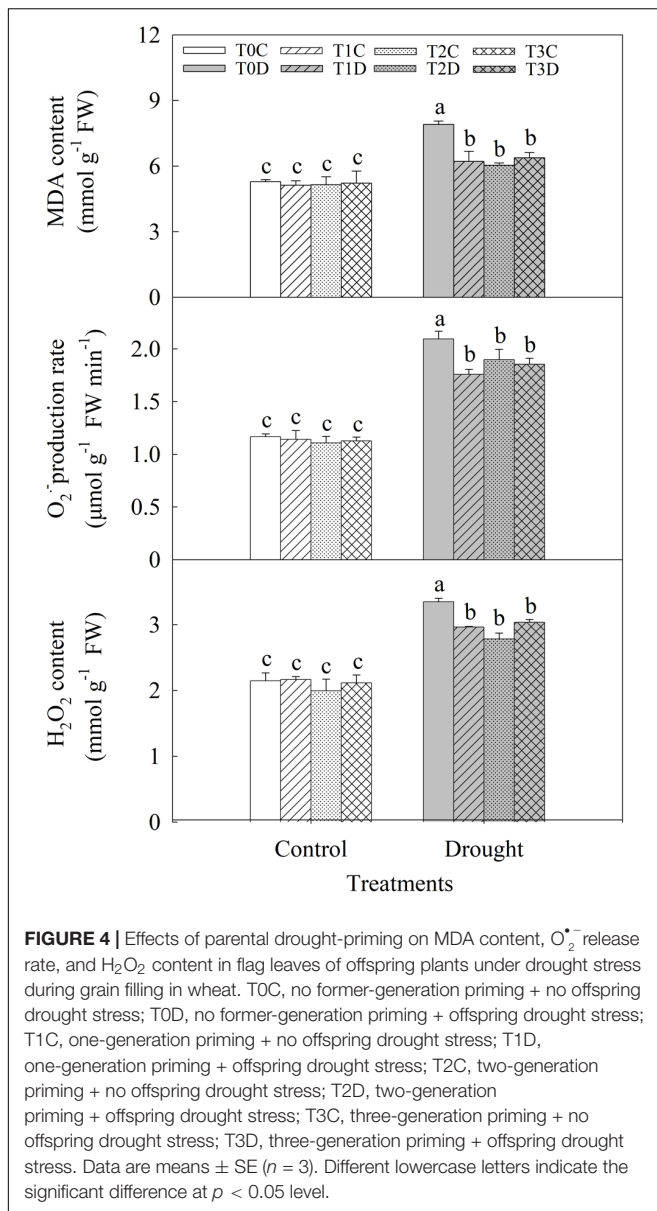 12
T0C T1C T2C T3C
T0D T1D T2D T3D
MDA content
(mmol g⁻¹ FW)
9
6
3
0
c c c c
a b b b
O₂·⁻production rate
(μmol g⁻¹ FW min⁻¹)
2.0
1.5
1.0
0.5
0
c c c c
a b b b
H₂O₂ content
(mmol g⁻¹ FW)
3
2
1
0
c c c c
a b b b
Control Drought
Treatments
FIGURE 4 | Effects of parental drought-priming on MDA content, O₂•⁻ release
rate, and H₂O₂ content in flag leaves of offspring plants under drought stress
during grain filling in wheat. T0C, no former-generation priming + no offspring
drought stress; T0D, no former-generation priming + offspring drought stress;
T1C, one-generation priming + no offspring drought stress; T1D,
one-generation priming + offspring drought stress; T2C, two-generation
priming + no offspring drought stress; T2D, two-generation
priming + offspring drought stress; T3C, three-generation priming + no
offspring drought stress; T3D, three-generation priming + offspring drought
stress. Data are means ± SE (n = 3). Different lowercase letters indicate the
significant difference at p < 0.05 level.